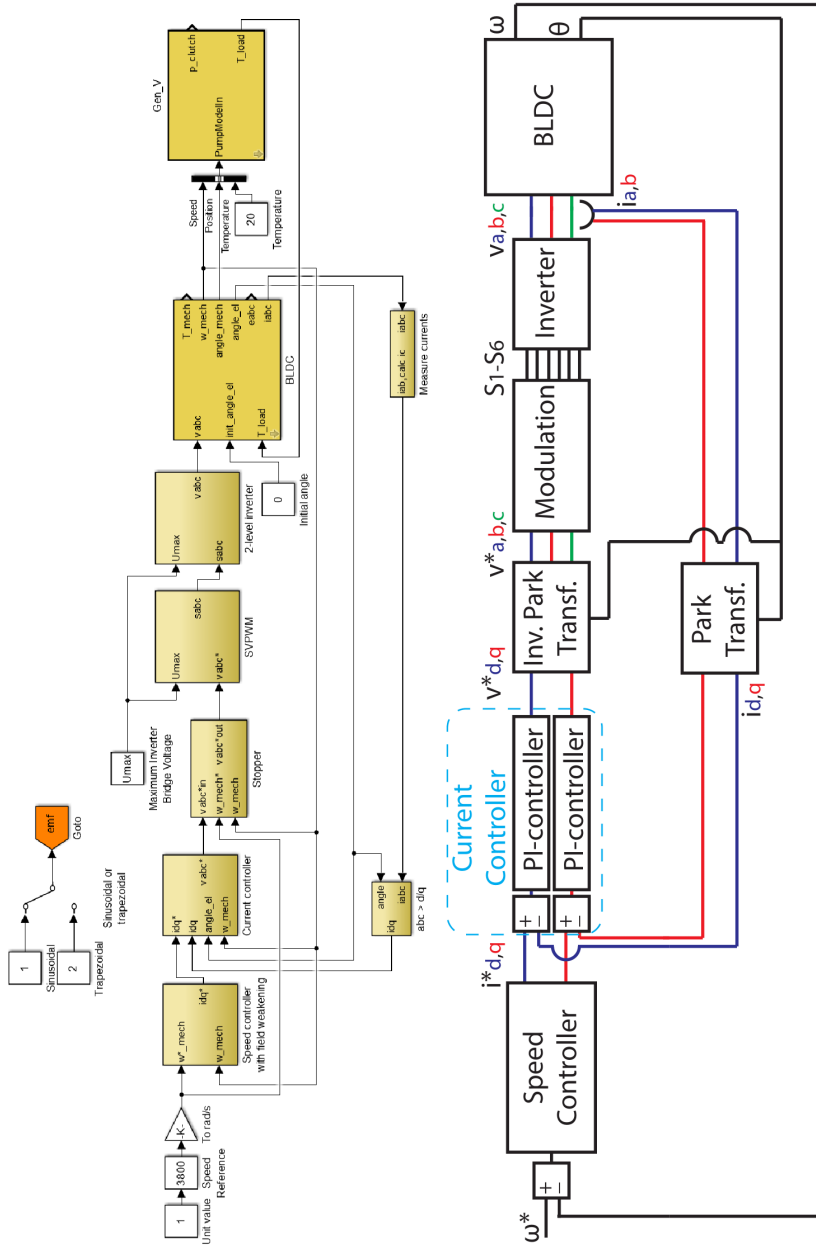 1
Sinusoidal
2
Trapezoidal
Sinusoidal or
trapezoidal
emf
Goto
1
Unit value
3800
Speed
Reference
-K-
To rad/s
w*_mech
w_mech
idq*
Speed controller
with field weakening
idq*
idq
angle_el
w_mech
v abc*
Current controller
Umax
Maximum Inverter
Bridge Voltage
v abc*in
w_mech*
w_mech
v abc*out
Stopper
Umax
v abc*
sabc
SVPWM
Umax
sabc
v abc
2-level inverter
0
Initial angle
v abc
init_angle_el
T_load
T_mech
w_mech
angle_mech
angle_el
eabc
iabc
BLDC
Speed
Position
Temperature
20
Temperature
Gen_V
PumpModelIn
p_clutch
T_load
idq
angle
iabc
abc > d/q
iab,calc ic
iabc
Measure currents
ω*
+
−
Speed
Controller
i*d,q
Current
Controller
+
−
PI-controller
+
−
PI-controller
v*d,q
Inv. Park
Transf.
v*a,b,c
Modulation
S1-S6
Inverter
va,b,c
BLDC
ω
θ
ia,b
Park
Transf.
id,q